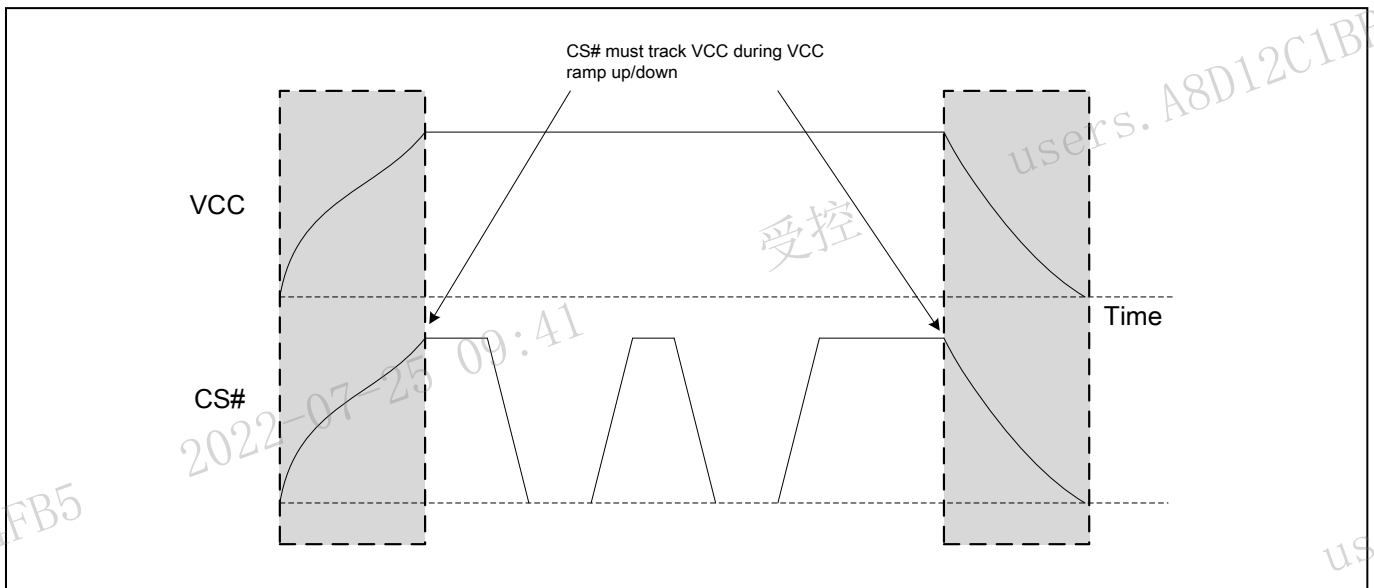 CS# must track VCC during VCC
ramp up/down
users. A8D12C1BF
VCC
受控
Time
2022-07-25 09:41
CS#
FB5
us